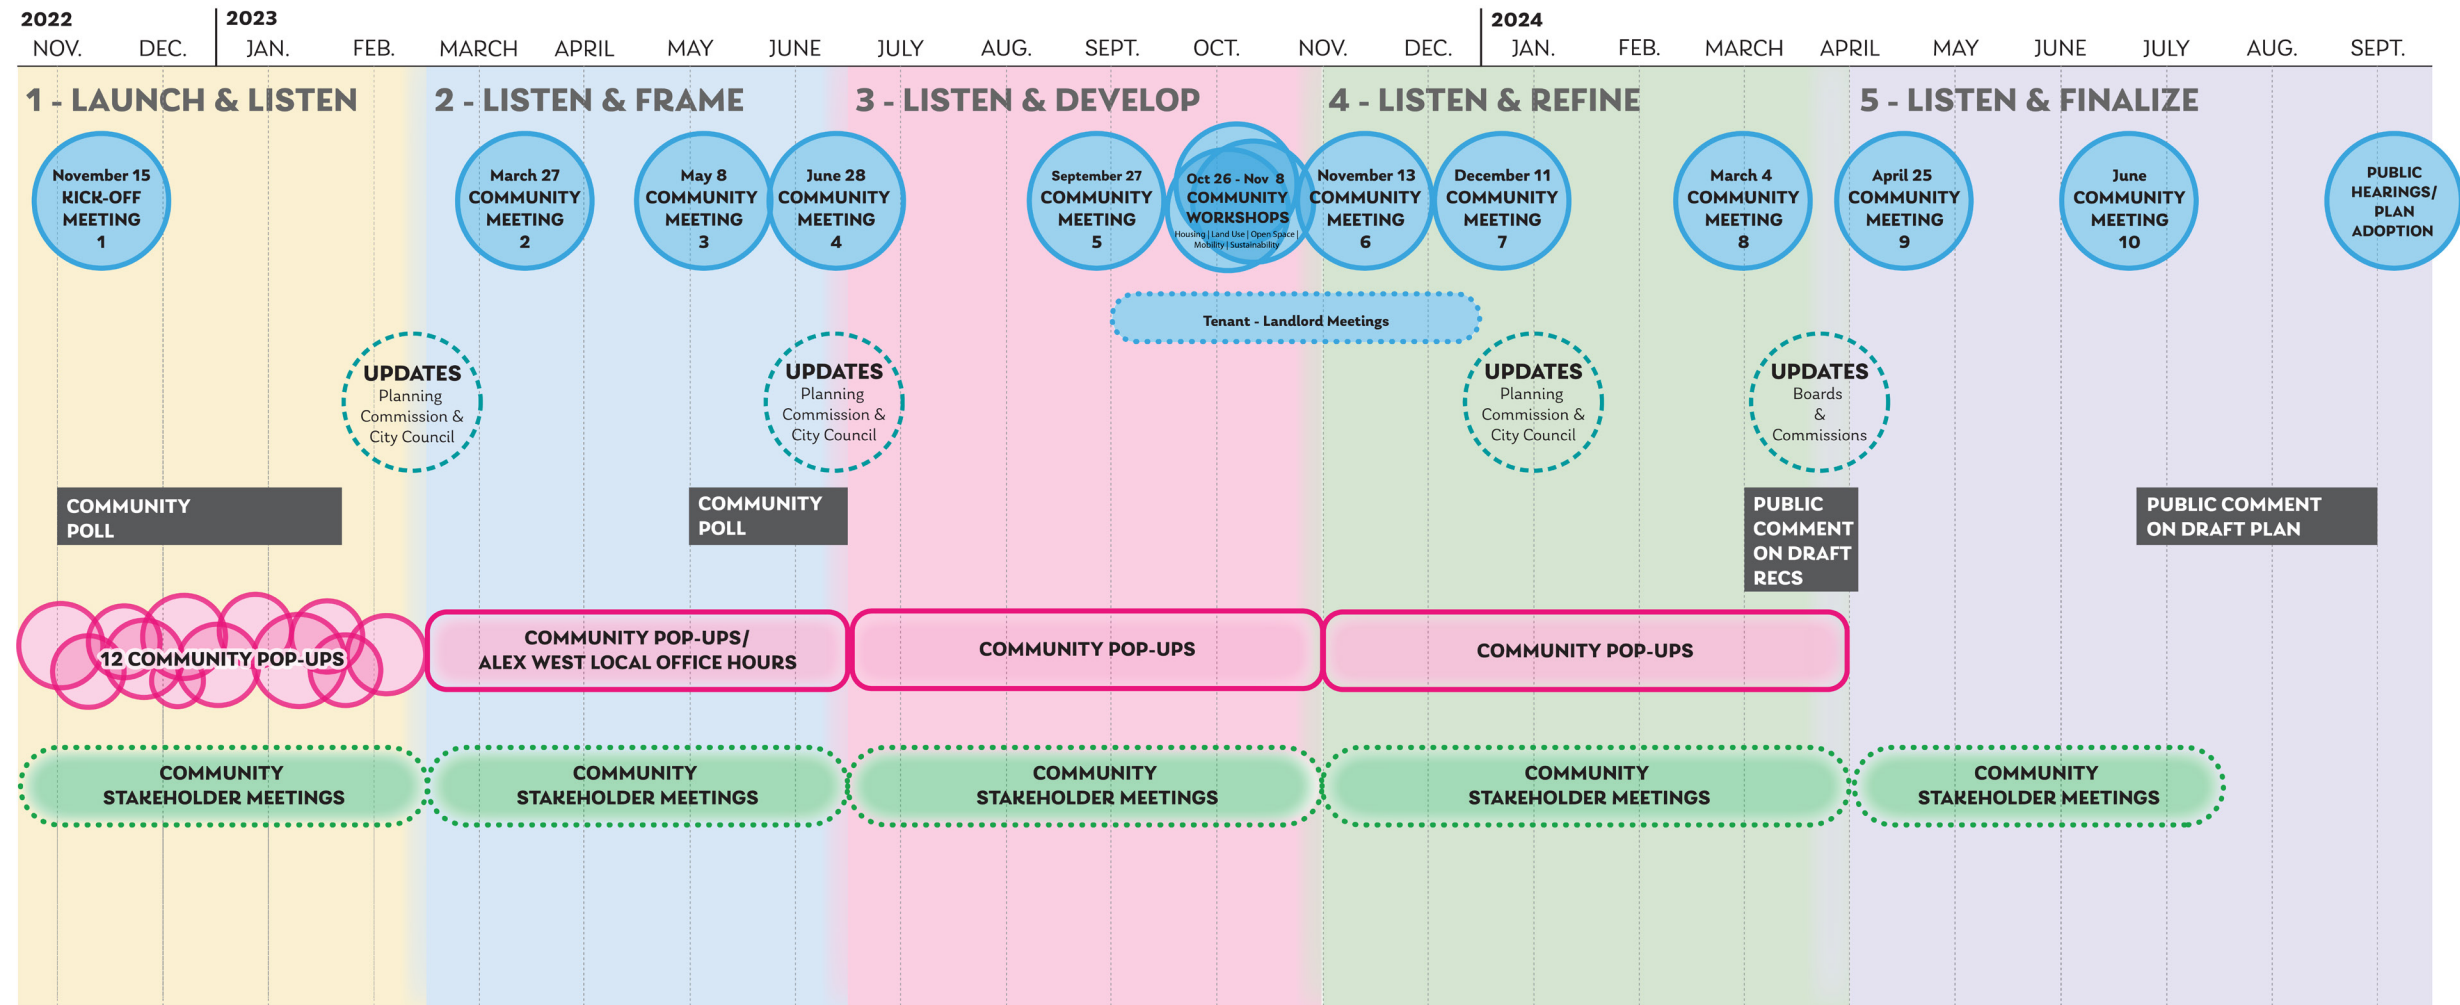 2022
2023
2024
NOV.
DEC.
JAN.
FEB.
MARCH
APRIL
MAY
JUNE
JULY
AUG.
SEPT.
OCT.
NOV.
DEC.
JAN.
FEB.
MARCH
APRIL
MAY
JUNE
JULY
AUG.
SEPT.
1 - LAUNCH & LISTEN
2 - LISTEN & FRAME
3 - LISTEN & DEVELOP
4 - LISTEN & REFINE
5 - LISTEN & FINALIZE
November 15
KICK-OFF
MEETING
1
March 27
COMMUNITY
MEETING
2
May 8
COMMUNITY
MEETING
3
June 28
COMMUNITY
MEETING
4
September 27
COMMUNITY
MEETING
5
Oct 26 - Nov 8
COMMUNITY
WORKSHOPS
Housing | Land Use | Open Space |
Mobility | Sustainability
November 13
COMMUNITY
MEETING
6
December 11
COMMUNITY
MEETING
7
March 4
COMMUNITY
MEETING
8
April 25
COMMUNITY
MEETING
9
June
COMMUNITY
MEETING
10
PUBLIC
HEARINGS/
PLAN
ADOPTION
Tenant - Landlord Meetings
UPDATES
Planning
Commission &
City Council
UPDATES
Planning
Commission &
City Council
UPDATES
Planning
Commission &
City Council
UPDATES
Boards
&
Commissions
COMMUNITY
POLL
COMMUNITY
POLL
PUBLIC
COMMENT
ON DRAFT
RECS
PUBLIC COMMENT
ON DRAFT PLAN
12 COMMUNITY POP-UPS
COMMUNITY POP-UPS/
ALEX WEST LOCAL OFFICE HOURS
COMMUNITY POP-UPS
COMMUNITY POP-UPS
COMMUNITY
STAKEHOLDER MEETINGS
COMMUNITY
STAKEHOLDER MEETINGS
COMMUNITY
STAKEHOLDER MEETINGS
COMMUNITY
STAKEHOLDER MEETINGS
COMMUNITY
STAKEHOLDER MEETINGS